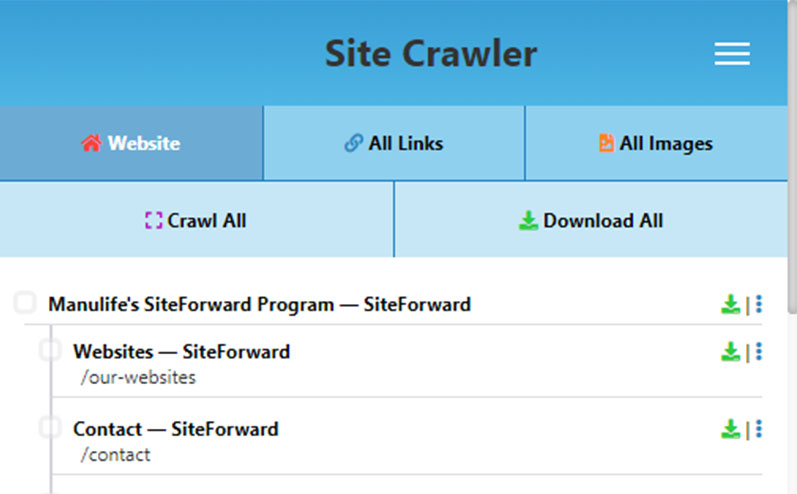 Site Crawler
Website
All Links
All Images
Crawl All
Download All
Manulife's SiteForward Program — SiteForward
Websites — SiteForward
/our-websites
Contact — SiteForward
/contact